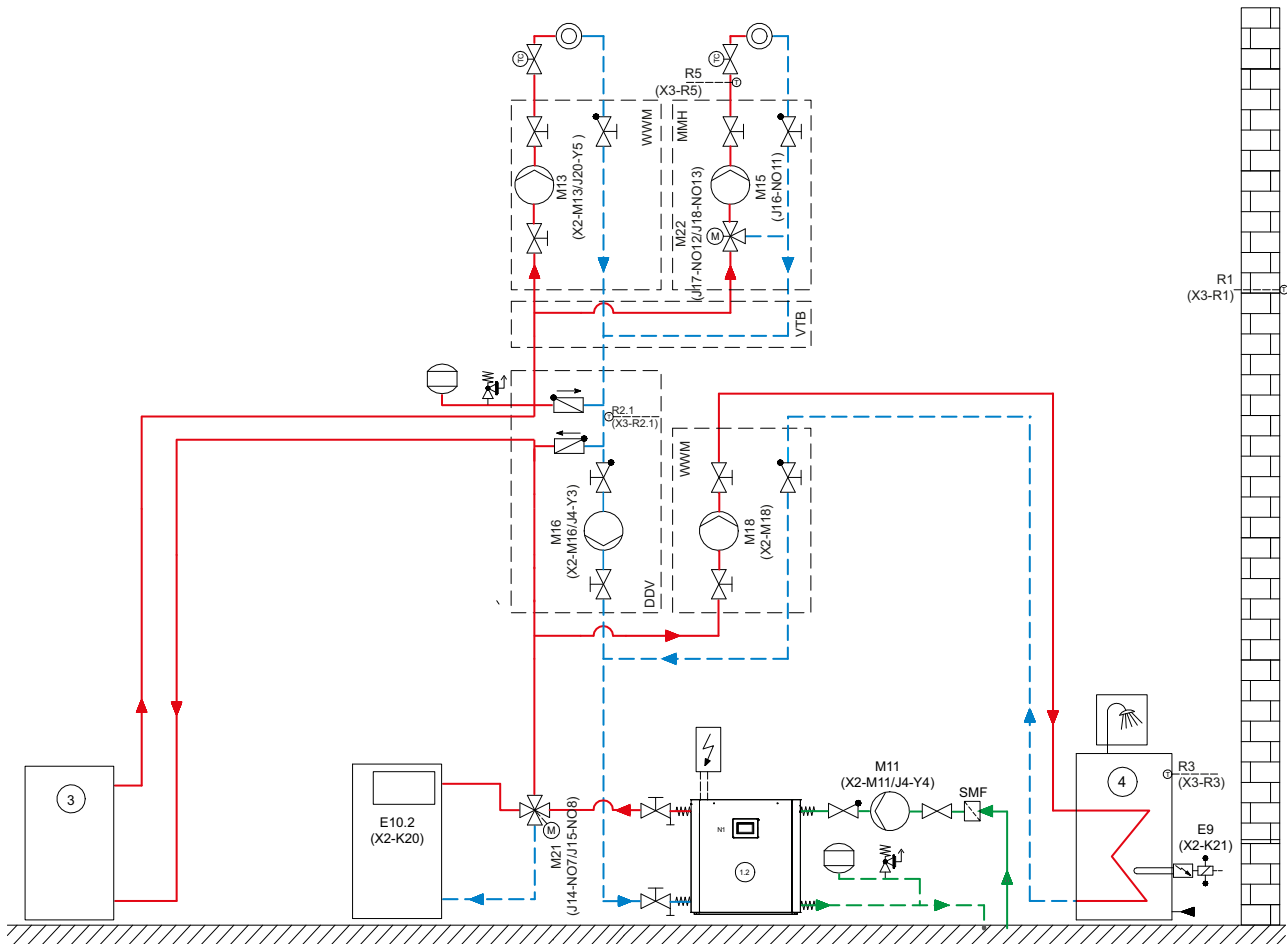 TC
TC
R5
(X3-R5)
T
WWM
MMH
M13
(X2-M13/J20-Y5 )
M15
(J16-NO11)
M22
(J17-NO12/J18-NO13)
M
R1
(X3-R1)
T
VTB
R2.1
(X3-R2.1)
T
WWM
M16
(X2-M16/J4-Y3)
M18
(X2-M18)
DDV
3
E10.2
(X2-K20)
M
M21
(J14-NO7/J15-NO8)
N1
1.2
M11
(X2-M11/J4-Y4)
SMF
4
R3
(X3-R3)
T
E9
(X2-K21)